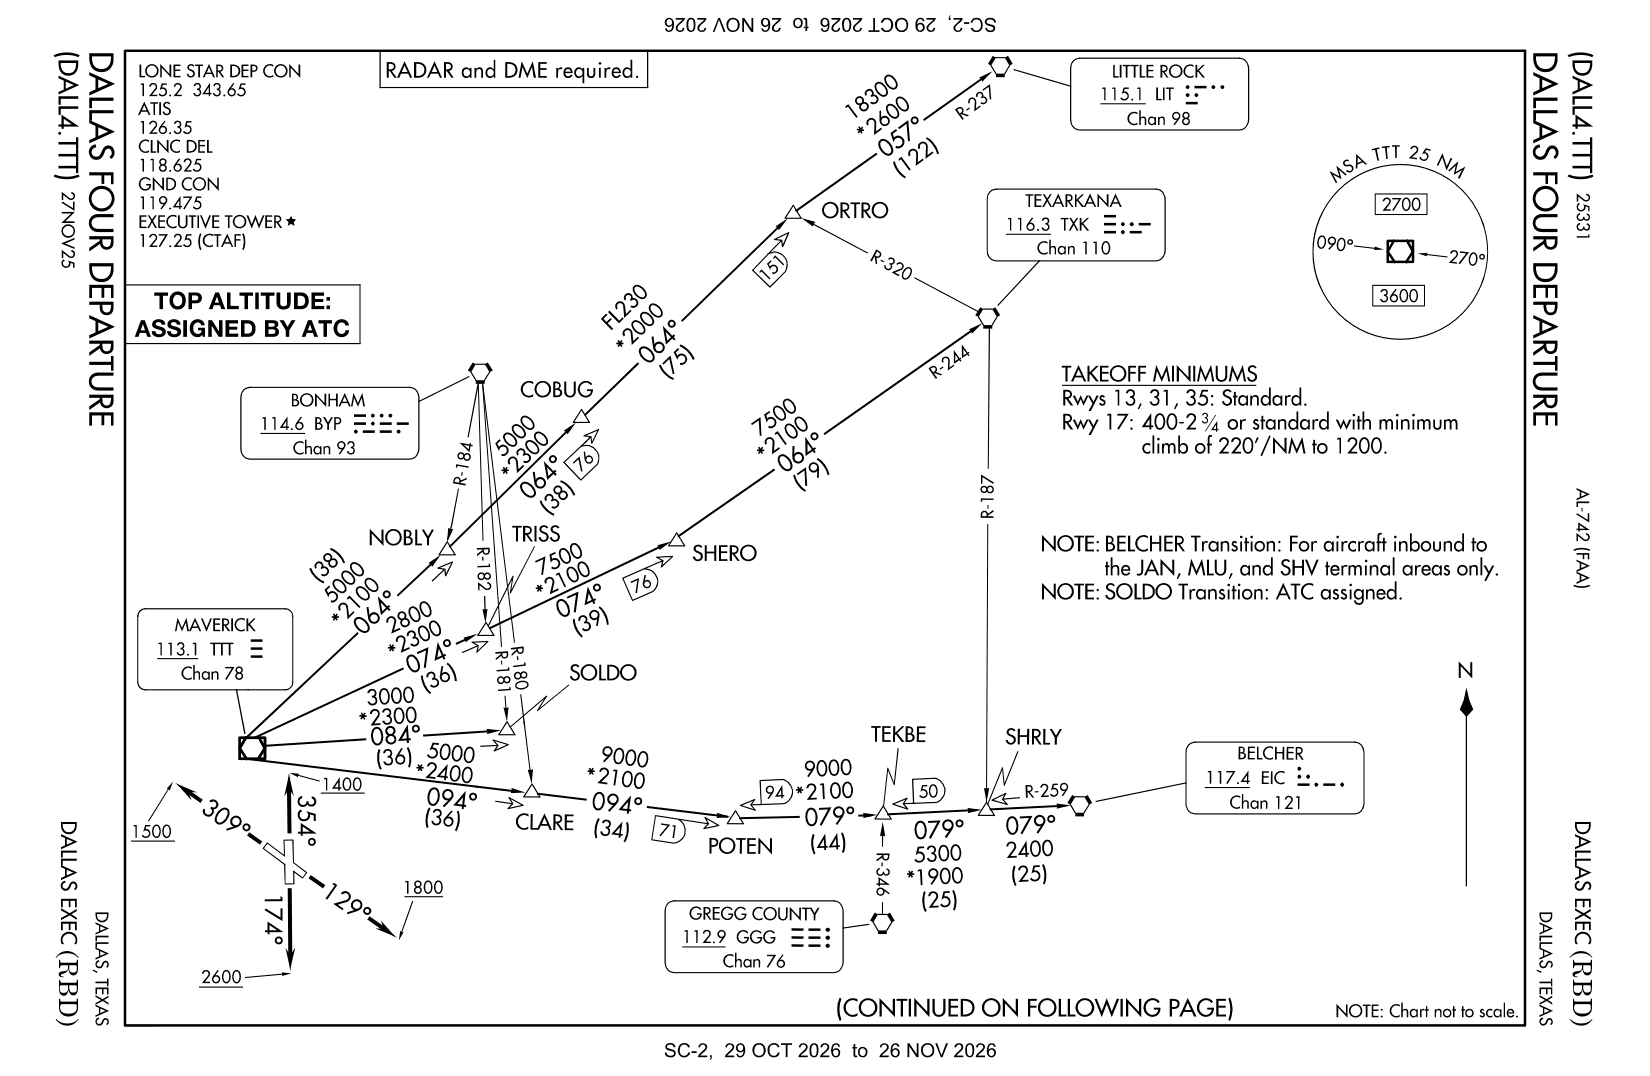 SC-2, 29 OCT 2026 to 26 NOV 2026
(DALL4.TTT) 27NOV25
DALLAS FOUR DEPARTURE
DALLAS EXEC (RBD)
DALLAS, TEXAS
LONE STAR DEP CON
125.2 343.65
ATIS
126.35
CLNC DEL
118.625
GND CON
119.475
EXECUTIVE TOWER ★
127.25 (CTAF)
RADAR and DME required.
TOP ALTITUDE:
ASSIGNED BY ATC
LITTLE ROCK
115.1 LIT
Chan 98
R-237
18300
*2600
057°
(122)
ORTRO
TEXARKANA
116.3 TXK
Chan 110
R-320
151
MSA TTT 25 NM
2700
090°
270°
3600
FL230
*2000
064°
(75)
COBUG
BONHAM
114.6 BYP
Chan 93
R-184
5000
*2300
064°
(38)
76
R-244
7500
*2100
064°
(79)
TAKEOFF MINIMUMS
Rwys 13, 31, 35: Standard.
Rwy 17: 400-2 ¾ or standard with minimum
climb of 220'/NM to 1200.
R-187
NOBLY
TRISS
SHERO
R-182
7500
*2100
074°
(39)
76
NOTE: BELCHER Transition: For aircraft inbound to
the JAN, MLU, and SHV terminal areas only.
NOTE: SOLDO Transition: ATC assigned.
(38)
5000
*2100
064°
2800
*2300
074°
(36)
MAVERICK
113.1 TTT
Chan 78
R-181
R-180
SOLDO
3000
*2300
084°
(36)
N
5000
*2400
094°
(36)
CLARE
9000
*2100
094°
(34)
71
POTEN
94
9000
*2100
079°
(44)
TEKBE
50
SHRLY
R-259
BELCHER
117.4 EIC
Chan 121
079°
5300
*1900
(25)
079°
2400
(25)
R-346
GREGG COUNTY
112.9 GGG
Chan 76
1400
1500
309°
354°
129°
174°
1800
2600
(CONTINUED ON FOLLOWING PAGE)
NOTE: Chart not to scale.
DALLAS FOUR DEPARTURE
(DALL4.TTT) 25331
AL-742 (FAA)
DALLAS, TEXAS
DALLAS EXEC (RBD)
SC-2, 29 OCT 2026 to 26 NOV 2026